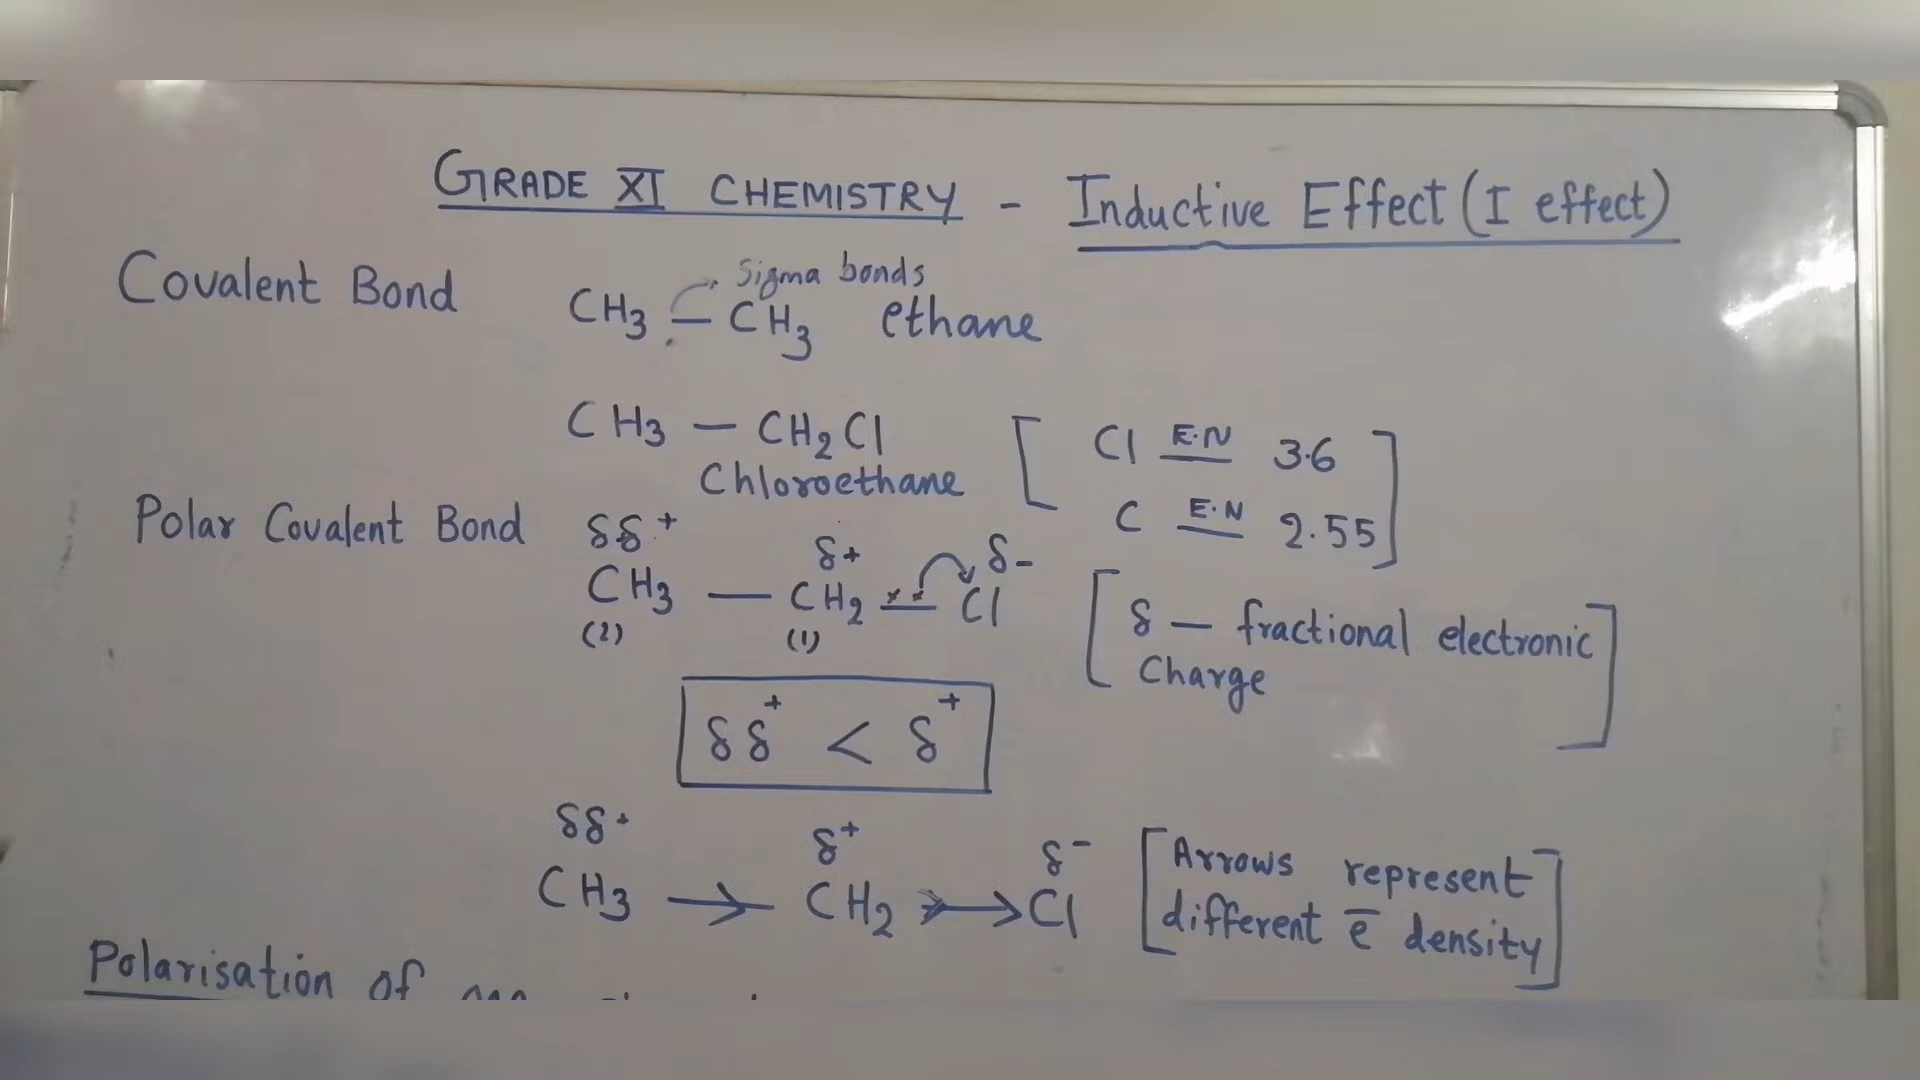 GRADE XI CHEMISTRY - Inductive Effect (I effect)
Sigma bonds
Covalent Bond CH3 — CH3 ethane
CH3 — CH2 Cl
Chloroethane
[ Cl E.N 3.6
C E.N 2.55 ]
Polar Covalent Bond
δδ+ δ+ δ-
CH3 — CH2 — Cl
(2) (1)
[ δ — fractional electronic
Charge ]
δδ+ < δ+
δδ+ δ+ δ-
CH3 →— CH2 →→ Cl
[ Arrows represent
different e̅ density ]
Polarisation of